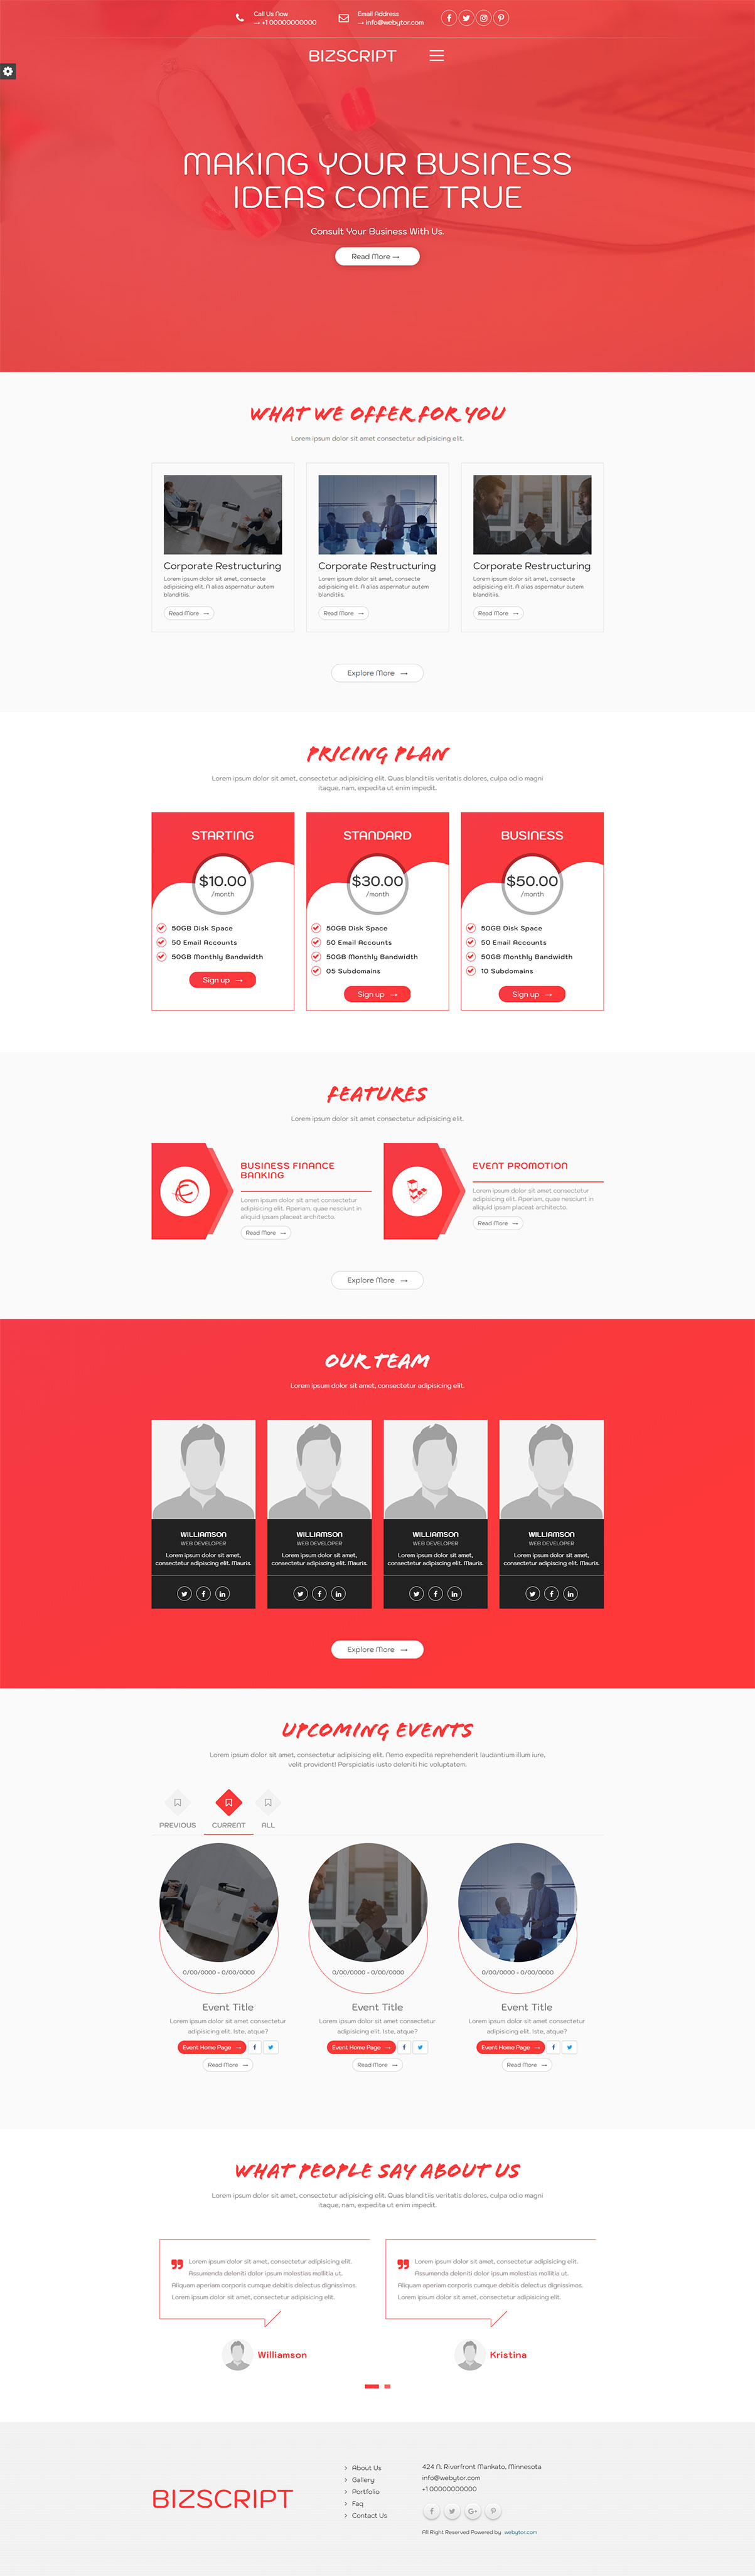 Call Us Now
→ +1 00000000000
Email Address
→ info@webytor.com
BIZSCRIPT
MAKING YOUR BUSINESS
IDEAS COME TRUE
Consult Your Business With Us.
Read More →
WHAT WE OFFER FOR YOU
Lorem ipsum dolor sit amet consectetur adipisicing elit.
Corporate Restructuring
Lorem ipsum dolor sit amet, consecte
adipisicing elit. A alias aspernatur autem
blanditiis.
Read More →
Corporate Restructuring
Lorem ipsum dolor sit amet, consecte
adipisicing elit. A alias aspernatur autem
blanditiis.
Read More →
Corporate Restructuring
Lorem ipsum dolor sit amet, consecte
adipisicing elit. A alias aspernatur autem
blanditiis.
Read More →
Explore More →
PRICING PLAN
Lorem ipsum dolor sit amet, consectetur adipisicing elit. Quas blanditiis veritatis dolores, culpa odio magni
itaque, nam, expedita ut enim impedit.
STARTING
$10.00
/month
50GB Disk Space
50 Email Accounts
50GB Monthly Bandwidth
Sign up →
STANDARD
$30.00
/month
50GB Disk Space
50 Email Accounts
50GB Monthly Bandwidth
05 Subdomains
Sign up →
BUSINESS
$50.00
/month
50GB Disk Space
50 Email Accounts
50GB Monthly Bandwidth
10 Subdomains
Sign up →
FEATURES
Lorem ipsum dolor sit amet consectetur adipisicing elit.
BUSINESS FINANCE
BANKING
Lorem ipsum dolor sit amet consectetur
adipisicing elit. Aperiam, quae nesciunt in
aliquid ipsam placeat architecto.
Read More →
EVENT PROMOTION
Lorem ipsum dolor sit amet consectetur
adipisicing elit. Aperiam, quae nesciunt in
aliquid ipsam placeat architecto.
Read More →
Explore More →
OUR TEAM
Lorem ipsum dolor sit amet, consectetur adipisicing elit.
WILLIAMSON
WEB DEVELOPER
Lorem ipsum dolor sit amet,
consectetur adipisicing elit. Mauris.
WILLIAMSON
WEB DEVELOPER
Lorem ipsum dolor sit amet,
consectetur adipisicing elit. Mauris.
WILLIAMSON
WEB DEVELOPER
Lorem ipsum dolor sit amet,
consectetur adipisicing elit. Mauris.
WILLIAMSON
WEB DEVELOPER
Lorem ipsum dolor sit amet,
consectetur adipisicing elit. Mauris.
Explore More →
UPCOMING EVENTS
Lorem ipsum dolor sit amet, consectetur adipisicing elit. Nemo expedita reprehenderit laudantium illum iure,
velit provident! Perspiciatis iusto deleniti hic voluptatem.
PREVIOUS
CURRENT
ALL
0/00/0000 - 0/00/0000
Event Title
Lorem ipsum dolor sit amet consectetur
adipisicing elit. Iste, atque?
Event Home Page →
Read More →
0/00/0000 - 0/00/0000
Event Title
Lorem ipsum dolor sit amet consectetur
adipisicing elit. Iste, atque?
Event Home Page →
Read More →
0/00/0000 - 0/00/0000
Event Title
Lorem ipsum dolor sit amet consectetur
adipisicing elit. Iste, atque?
Event Home Page →
Read More →
WHAT PEOPLE SAY ABOUT US
Lorem ipsum dolor sit amet, consectetur adipisicing elit. Quas blanditiis veritatis dolores, culpa odio magni
itaque, nam, expedita ut enim impedit.
Lorem ipsum dolor sit amet, consectetur adipisicing elit.
Assumenda deleniti dolor ipsum molestias mollitia ut.
Aliquam aperiam corporis cumque debitis delectus dignissimos.
Lorem ipsum dolor sit amet, consectetur adipisicing elit.
Williamson
Lorem ipsum dolor sit amet, consectetur adipisicing elit.
Assumenda deleniti dolor ipsum molestias mollitia ut.
Aliquam aperiam corporis cumque debitis delectus dignissimos.
Lorem ipsum dolor sit amet, consectetur adipisicing elit.
Kristina
BIZSCRIPT
About Us
Gallery
Portfolio
Faq
Contact Us
424 N. Riverfront Mankato, Minnesota
info@webytor.com
+1 00000000000
All Right Reserved Powered by webytor.com